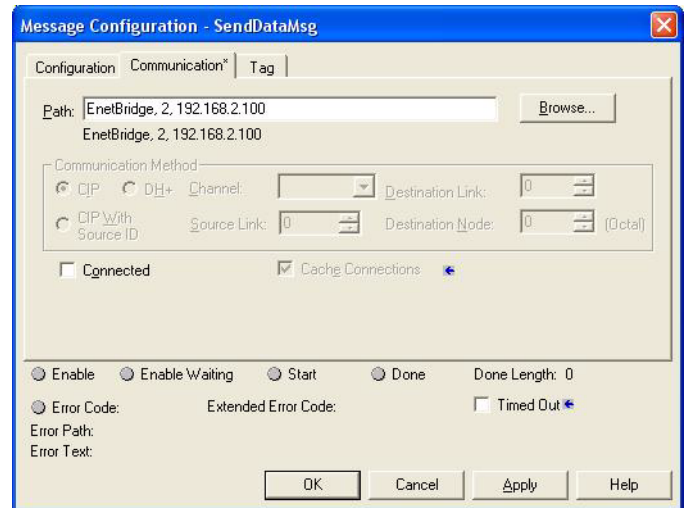 Message Configuration - SendDataMsg
Configuration Communication* Tag
Path: EnetBridge, 2, 192.168.2.100 Browse...
EnetBridge, 2, 192.168.2.100
Communication Method
CIP DH+ Channel: Destination Link: 0
CIP With Source ID Source Link: 0 Destination Node: 0 (Octal)
Connected Cache Connections
Enable Enable Waiting Start Done Done Length: 0
Error Code: Extended Error Code: Timed Out
Error Path:
Error Text:
OK Cancel Apply Help